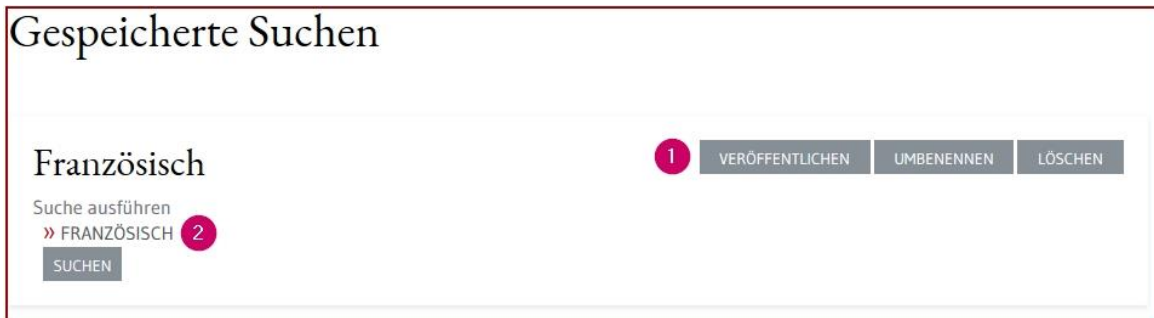 Gespeicherte Suchen
Französisch
1 VERÖFFENTLICHEN UMBENENNEN LÖSCHEN
Suche ausführen
» FRANZÖSISCH 2
SUCHEN